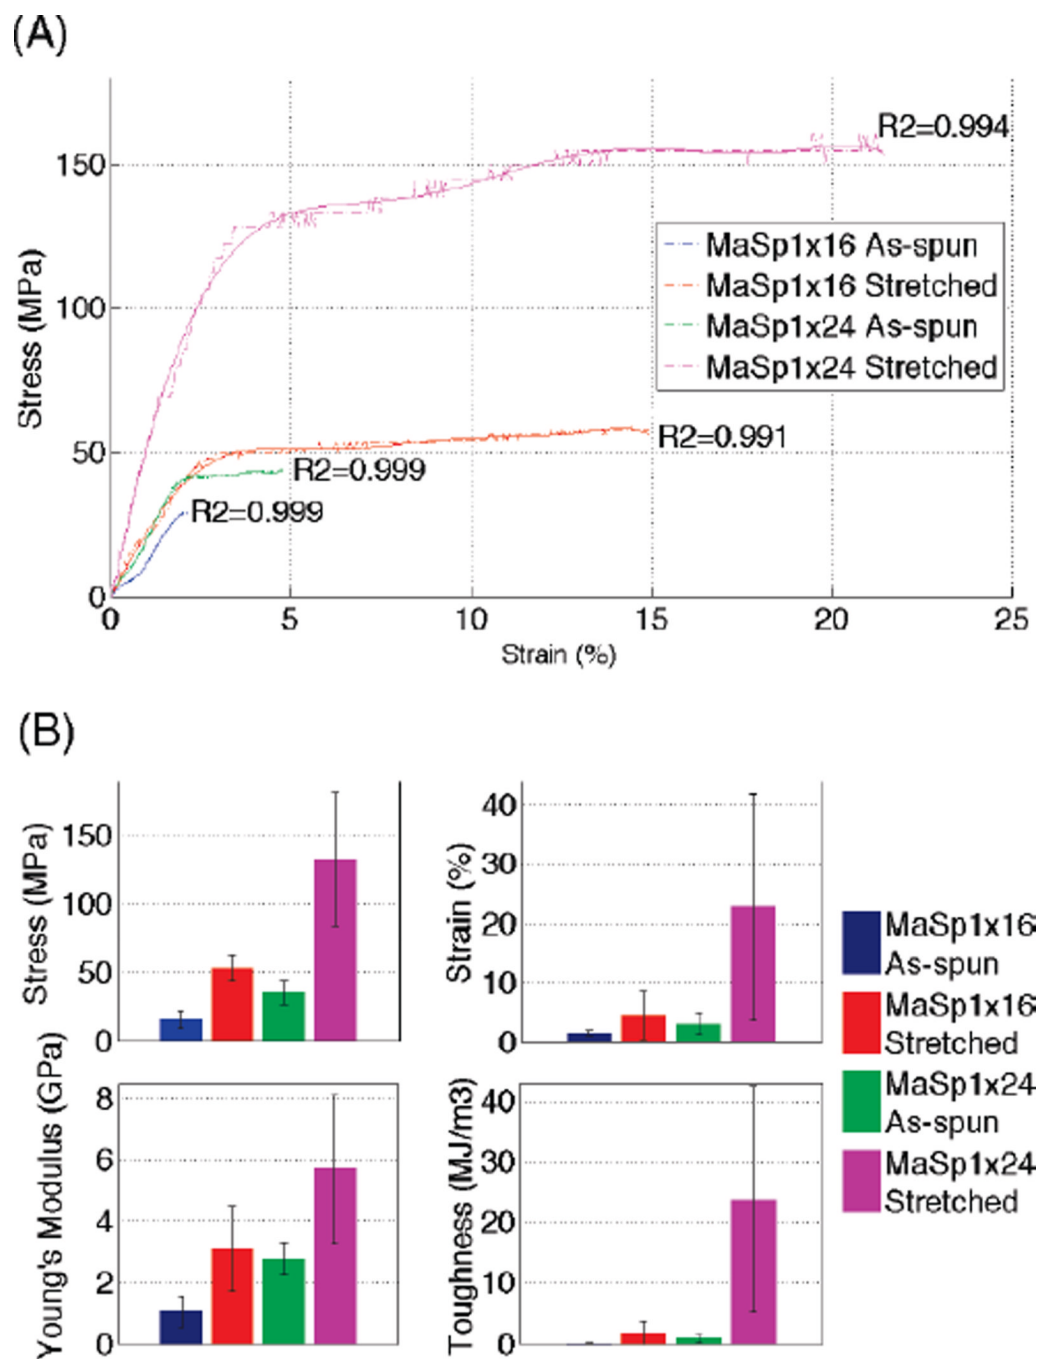 (A)
Stress (MPa)
150
100
50
0
0 5 10 15 20 25
Strain (%)
R2=0.994
MaSp1x16 As-spun
MaSp1x16 Stretched
MaSp1x24 As-spun
MaSp1x24 Stretched
R2=0.991
R2=0.999
R2=0.999
(B)
Stress (MPa)
150
100
50
0
Strain (%)
40
30
20
10
0
Young's Modulus (GPa)
8
6
4
2
0
Toughness (MJ/m3)
40
30
20
10
0
MaSp1x16
As-spun
MaSp1x16
Stretched
MaSp1x24
As-spun
MaSp1x24
Stretched